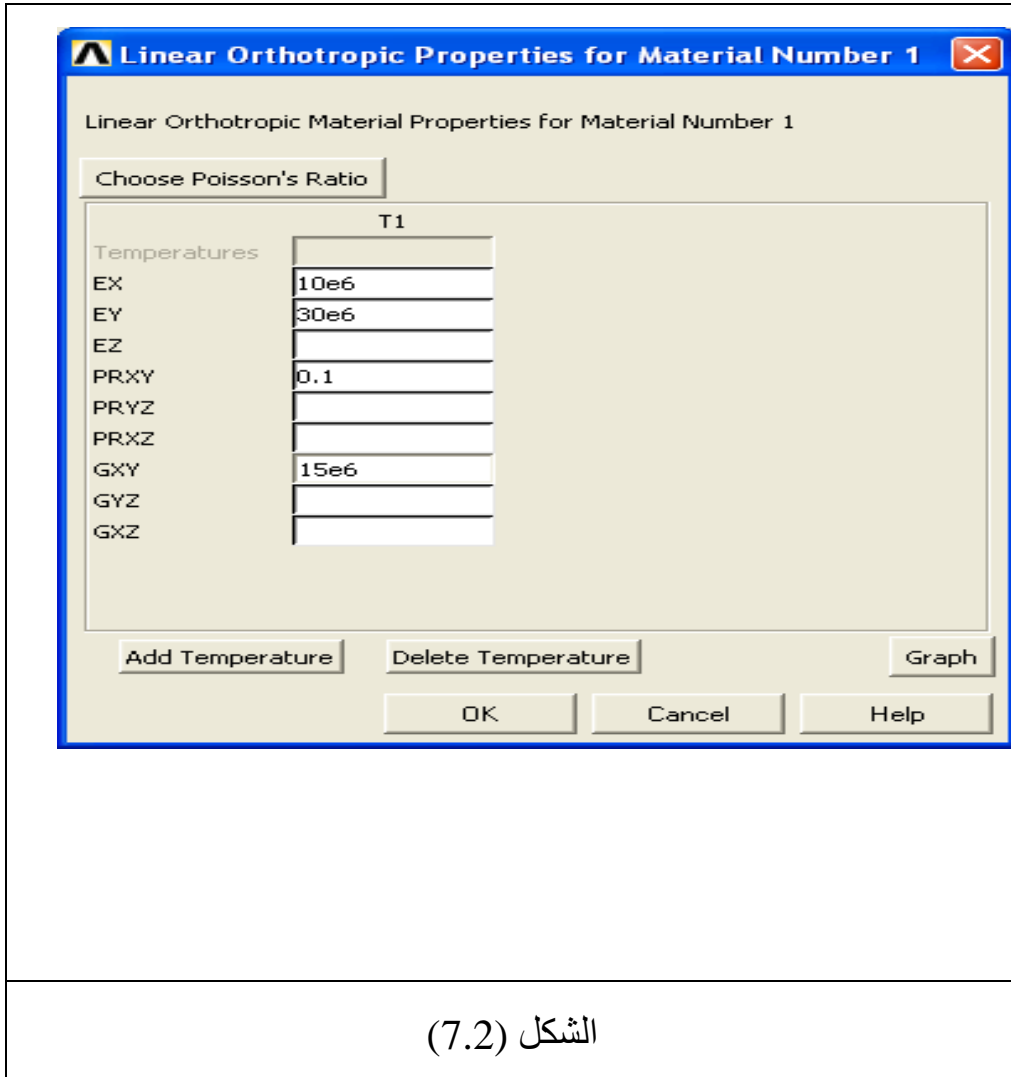 Linear Orthotropic Properties for Material Number 1
Linear Orthotropic Material Properties for Material Number 1
Choose Poisson's Ratio
T1
Temperatures
EX 10e6
EY 30e6
EZ
PRXY 0.1
PRYZ
PRXZ
GXY 15e6
GYZ
GXZ
Add Temperature Delete Temperature Graph
OK Cancel Help
الشكل (7.2)